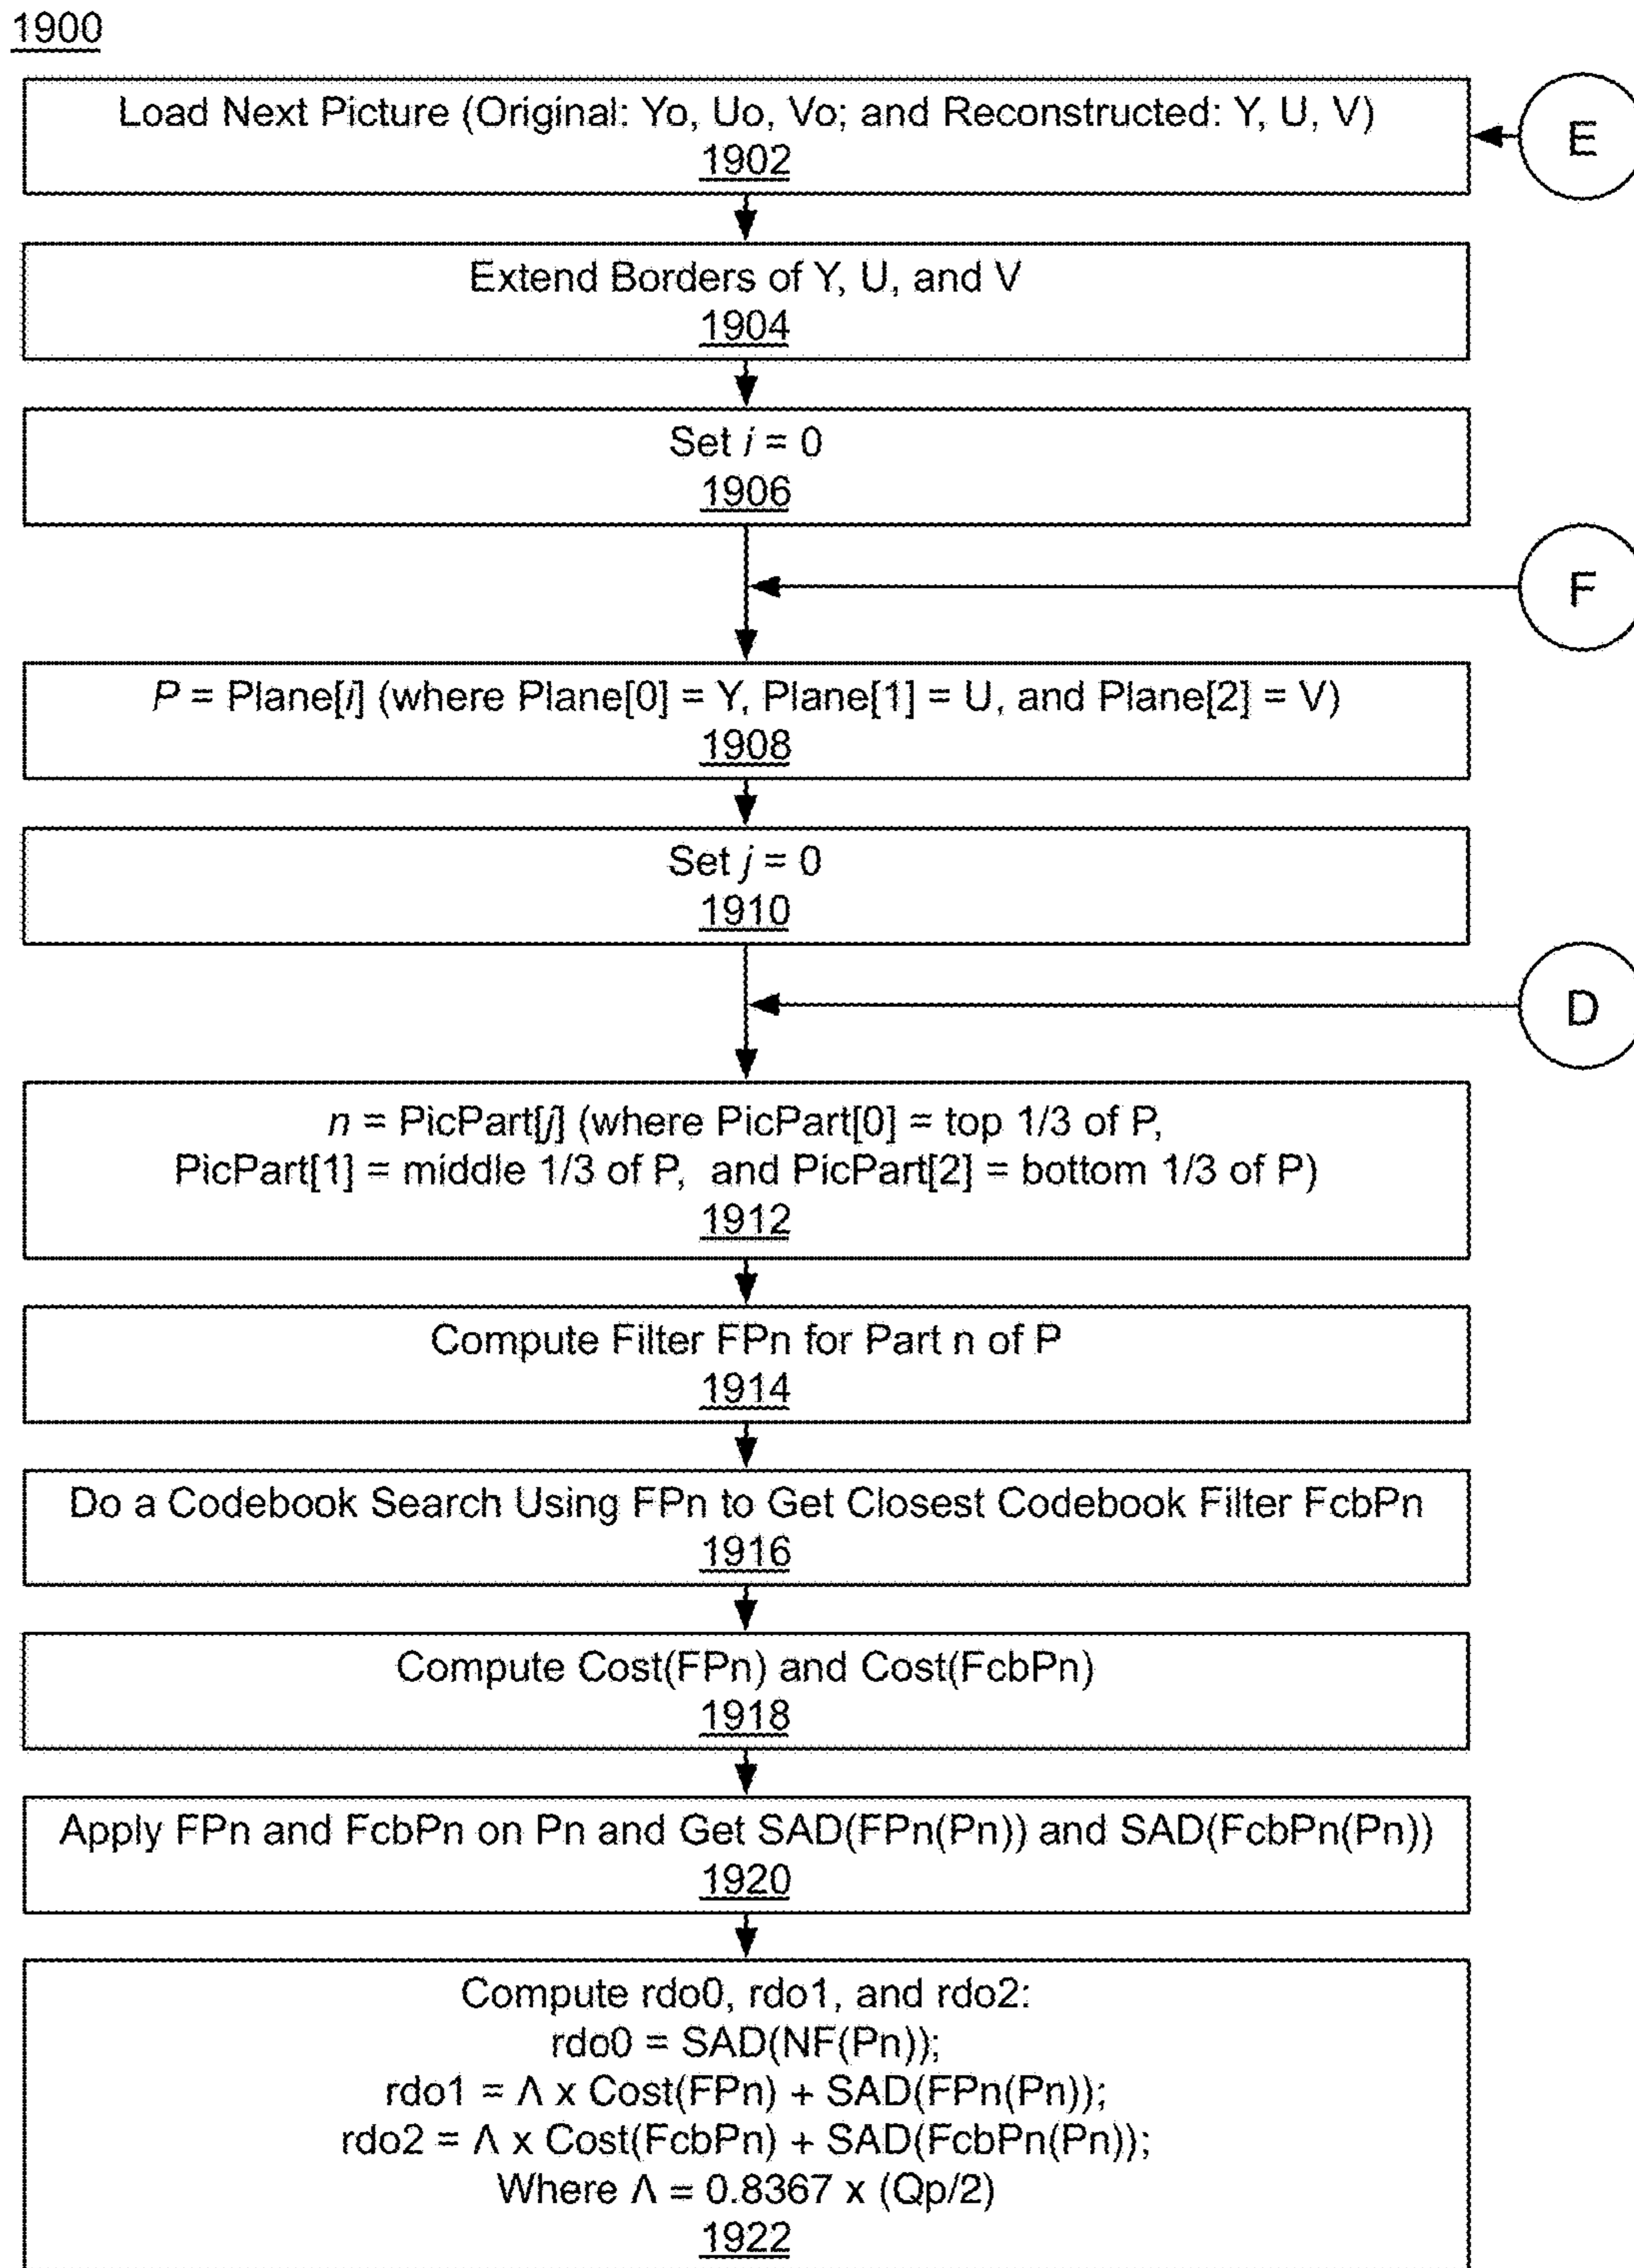 1900
Load Next Picture (Original: Yo, Uo, Vo; and Reconstructed: Y, U, V)
1902
E
Extend Borders of Y, U, and V
1904
Set i = 0
1906
F
P = Plane[i] (where Plane[0] = Y, Plane[1] = U, and Plane[2] = V)
1908
Set j = 0
1910
D
n = PicPart[j] (where PicPart[0] = top 1/3 of P,
PicPart[1] = middle 1/3 of P, and PicPart[2] = bottom 1/3 of P)
1912
Compute Filter FPn for Part n of P
1914
Do a Codebook Search Using FPn to Get Closest Codebook Filter FcbPn
1916
Compute Cost(FPn) and Cost(FcbPn)
1918
Apply FPn and FcbPn on Pn and Get SAD(FPn(Pn)) and SAD(FcbPn(Pn))
1920
Compute rdo0, rdo1, and rdo2:
rdo0 = SAD(NF(Pn));
rdo1 = Λ x Cost(FPn) + SAD(FPn(Pn));
rdo2 = Λ x Cost(FcbPn) + SAD(FcbPn(Pn));
Where Λ = 0.8367 x (Qp/2)
1922